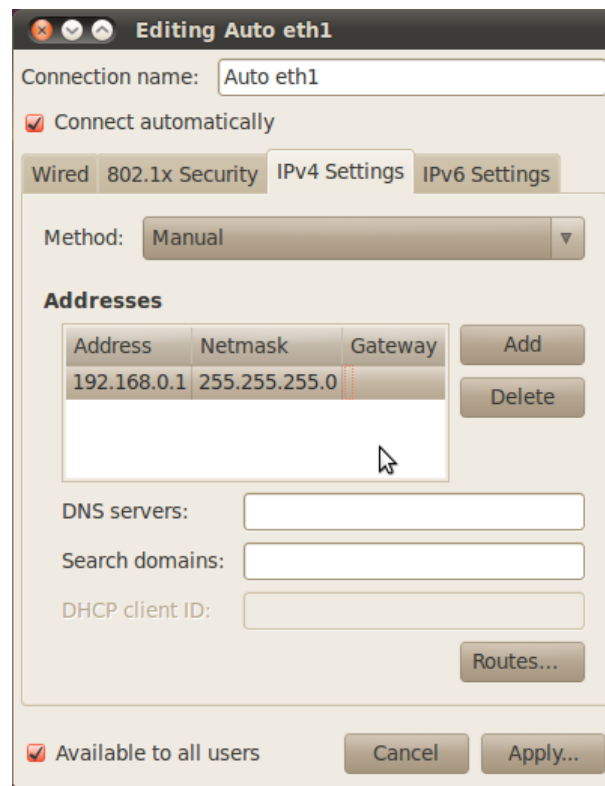 Editing Auto eth1
Connection name: Auto eth1
Connect automatically
Wired 802.1x Security IPv4 Settings IPv6 Settings
Method: Manual
Addresses
Address Netmask Gateway Add
192.168.0.1 255.255.255.0
Delete
DNS servers:
Search domains:
DHCP client ID:
Routes...
Available to all users Cancel Apply...